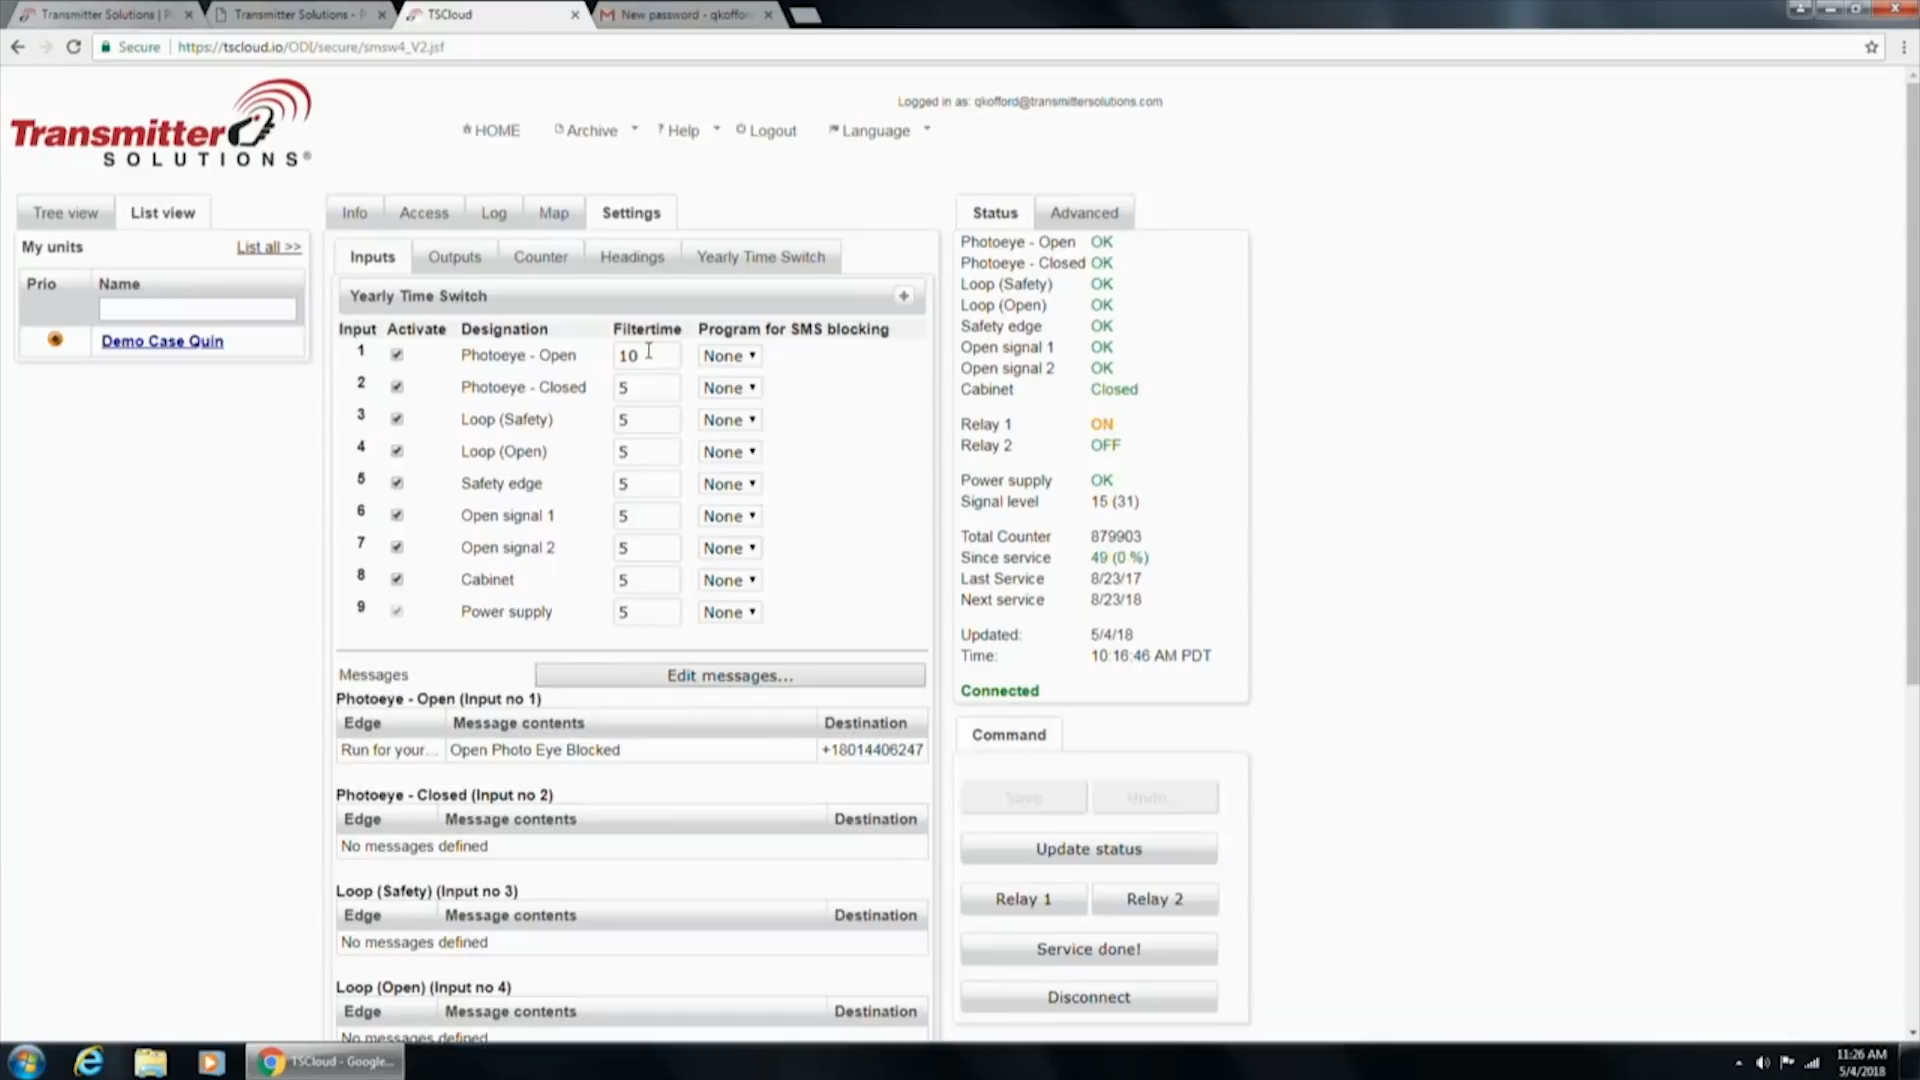 Transmitter Solutions | P
Transmitter Solutions - P
TSCloud
New password - qkoffor
Secure
https://tscloud.io/ODI/secure/smsw4_V2.jsf
Transmitter
SOLUTIONS®
Logged in as: qkofford@transmittersolutions.com
HOME
Archive
? Help
Logout
Language
Tree view
List view
My units
List all >>
Prio
Name
Demo Case Quin
Info
Access
Log
Map
Settings
Inputs
Outputs
Counter
Headings
Yearly Time Switch
Yearly Time Switch
Input Activate Designation Filtertime Program for SMS blocking
1 Photoeye - Open 10 None
2 Photoeye - Closed 5 None
3 Loop (Safety) 5 None
4 Loop (Open) 5 None
5 Safety edge 5 None
6 Open signal 1 5 None
7 Open signal 2 5 None
8 Cabinet 5 None
9 Power supply 5 None
Messages
Edit messages...
Photoeye - Open (Input no 1)
Edge Message contents Destination
Run for your... Open Photo Eye Blocked +18014406247
Photoeye - Closed (Input no 2)
Edge Message contents Destination
No messages defined
Loop (Safety) (Input no 3)
Edge Message contents Destination
No messages defined
Loop (Open) (Input no 4)
Edge Message contents Destination
No messages defined
Status
Advanced
Photoeye - Open OK
Photoeye - Closed OK
Loop (Safety) OK
Loop (Open) OK
Safety edge OK
Open signal 1 OK
Open signal 2 OK
Cabinet Closed
Relay 1 ON
Relay 2 OFF
Power supply OK
Signal level 15 (31)
Total Counter 879903
Since service 49 (0 %)
Last Service 8/23/17
Next service 8/23/18
Updated: 5/4/18
Time: 10:16:46 AM PDT
Connected
Command
Save
Undo...
Update status
Relay 1
Relay 2
Service done!
Disconnect
TSCloud - Google...
11:26 AM
5/4/2018